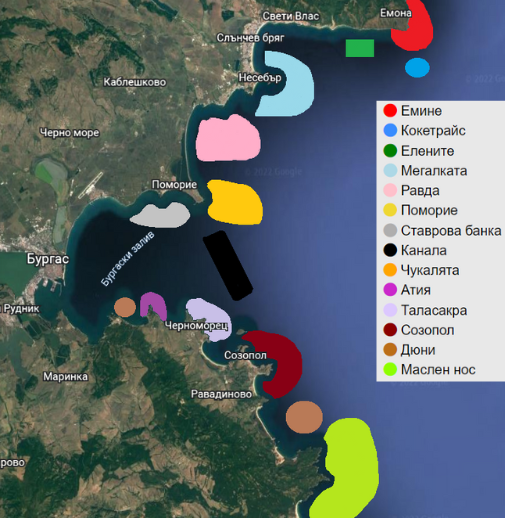 Емона
Свети Влас
Слънчев бряг
Каблешково
Несебър
Черно море
© 2022 Google
Поморие
Бургаски залив
Бургас
Рудник
Черноморец
Созопол
Маринка
Равадиново
рово
Емине
Кокетрайс
Елените
Мегалката
Равда
Поморие
Ставрова банка
Канала
Чукалята
Атия
Таласакра
Созопол
Дюни
Маслен нос